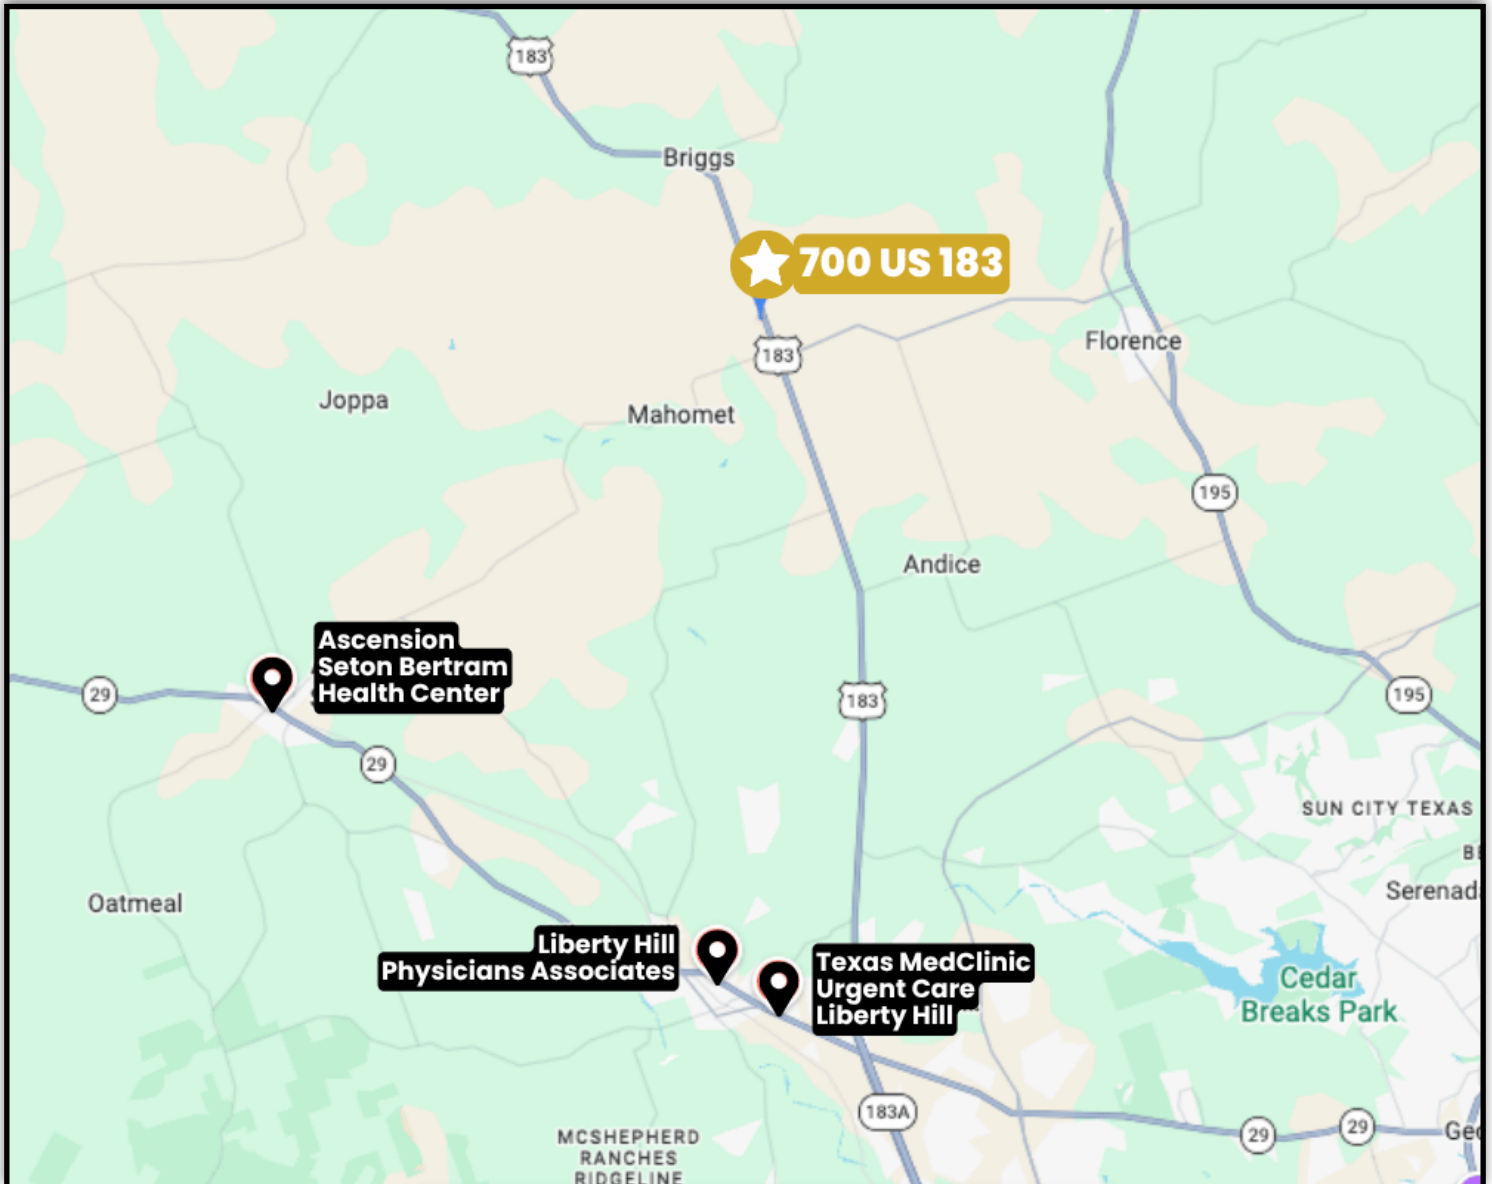 183
Briggs
700 US 183
183
Florence
Joppa
Mahomet
195
Andice
Ascension
Seton Bertram
Health Center
29
183
195
29
SUN CITY TEXAS
Oatmeal
Liberty Hill
Physicians Associates
Texas MedClinic
Urgent Care
Liberty Hill
Serenad
Cedar
Breaks Park
183A
29
29
MCSHEPHERD
RANCHES
RIDGELINE